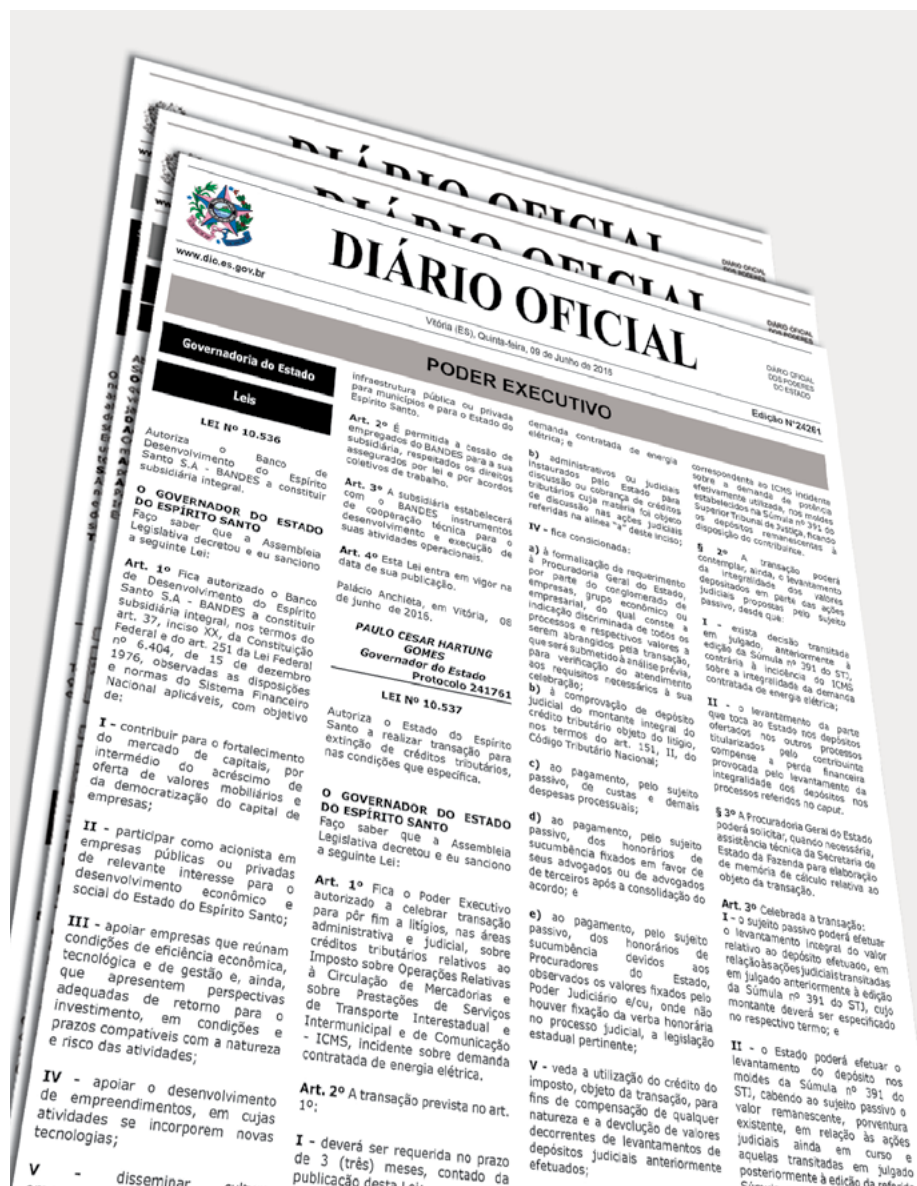 DIÁRIO OFICIAL
DIÁRIO OFICIAL
DIÁRIO OFICIAL
DIÁRIO OFICIAL
DOS PODERES
DIÁRIO OFICIAL
DOS PODERES
DIÁRIO OFICIAL
DOS PODERES
DO ESTADO
www.dio.es.gov.br
Vitória (ES), Quinta-feira, 09 de Junho de 2016
Edição N°24261
PODER EXECUTIVO
Governadoria do Estado
Leis
LEI Nº 10.536
Autoriza o Banco de
Desenvolvimento do Espírito
Santo S.A - BANDES a constituir
subsidiária integral.
O GOVERNADOR DO ESTADO
DO ESPÍRITO SANTO
Faço saber que a Assembleia
Legislativa decretou e eu sanciono
a seguinte Lei:
Art. 1º Fica autorizado o Banco
de Desenvolvimento do Espírito
Santo S.A - BANDES a constituir
subsidiária integral, nos termos do
art. 37, inciso XX, da Constituição
Federal e do art. 251 da Lei Federal
nº 6.404, de 15 de dezembro
1976, observadas as disposições
e normas do Sistema Financeiro
Nacional aplicáveis, com objetivo
de:
I - contribuir para o fortalecimento
do mercado de capitais, por
intermédio do acréscimo de
oferta de valores mobiliários e
da democratização do capital de
empresas;
II - participar como acionista em
empresas públicas ou privadas
de relevante interesse para o
desenvolvimento econômico e
social do Estado do Espírito Santo;
III - apoiar empresas que reúnam
condições de eficiência econômica,
tecnológica e de gestão e, ainda,
que apresentem perspectivas
adequadas de retorno para o
investimento, em condições e
prazos compatíveis com a natureza
e risco das atividades;
IV - apoiar o desenvolvimento
de empreendimentos, em cujas
atividades se incorporem novas
tecnologias;
V - disseminar
infraestrutura pública ou privada
para municípios e para o Estado do
Espírito Santo.
Art. 2º É permitida a cessão de
empregados do BANDES para a sua
subsidiária, respeitados os direitos
assegurados por lei e por acordos
coletivos de trabalho.
Art. 3º A subsidiária estabelecerá
com o BANDES instrumentos
de cooperação técnica para o
desenvolvimento e execução de
suas atividades operacionais.
Art. 4º Esta Lei entra em vigor na
data de sua publicação.
Palácio Anchieta, em Vitória, 08
de junho de 2016.
PAULO CESAR HARTUNG
GOMES
Governador do Estado
Protocolo 241761
LEI Nº 10.537
Autoriza o Estado do Espírito
Santo a realizar transação para
extinção de créditos tributários,
nas condições que especifica.
O GOVERNADOR DO ESTADO
DO ESPÍRITO SANTO
Faço saber que a Assembleia
Legislativa decretou e eu sanciono
a seguinte Lei:
Art. 1º Fica o Poder Executivo
autorizado a celebrar transação
para pôr fim a litígios, nas áreas
administrativa e judicial, sobre
créditos tributários relativos ao
Imposto sobre Operações Relativas
à Circulação de Mercadorias e
sobre Prestações de Serviços
de Transporte Interestadual e
Intermunicipal e de Comunicação
- ICMS, incidente sobre demanda
contratada de energia elétrica.
Art. 2º A transação prevista no art.
1º:
I - deverá ser requerida no prazo
de 3 (três) meses, contado da
publicação desta Lei
demanda contratada de energia
elétrica; e
b) administrativos ou judiciais
instaurados pelo Estado para
discussão ou cobrança de créditos
tributários cuja matéria foi objeto
de discussão nas ações judiciais
referidas na alínea "a" deste inciso;
IV - fica condicionada:
a) à formalização de requerimento
à Procuradoria Geral do Estado,
por parte do conglomerado de
empresas, grupo econômico ou
empresarial, do qual conste a
indicação discriminada de todos os
processos e respectivos valores a
serem abrangidos pela transação,
que será submetido à análise prévia,
para verificação do atendimento
aos requisitos necessários à sua
celebração;
b) à comprovação de depósito
judicial do montante integral do
crédito tributário objeto do litígio,
nos termos do art. 151, II, do
Código Tributário Nacional;
c) ao pagamento, pelo sujeito
passivo, de custas e demais
despesas processuais;
d) ao pagamento, pelo sujeito
passivo, dos honorários de
sucumbência fixados em favor de
seus advogados ou de advogados
de terceiros após a consolidação do
acordo; e
e) ao pagamento, pelo sujeito
passivo, dos honorários de
sucumbência devidos aos
Procuradores do Estado,
observados os valores fixados pelo
Poder Judiciário e/ou, onde não
houver fixação da verba honorária
no processo judicial, a legislação
estadual pertinente;
V - veda a utilização do crédito do
imposto, objeto da transação, para
fins de compensação de qualquer
natureza e a devolução de valores
decorrentes de levantamentos de
depósitos judiciais anteriormente
efetuados;
correspondente ao ICMS incidente
sobre a demanda de potência
efetivamente utilizada, nos moldes
estabelecidos na Súmula nº 391 do
Superior Tribunal de Justiça, ficando
os depósitos remanescentes à
disposição do contribuinte.
§ 2º A transação poderá
contemplar, ainda, o levantamento
da integralidade dos valores
depositados em parte das ações
judiciais propostas pelo sujeito
passivo, desde que:
I - exista decisão transitada
em julgado, anteriormente à
edição da Súmula nº 391 do STJ,
contrária à incidência do ICMS
sobre a integralidade da demanda
contratada de energia elétrica;
II - o levantamento da parte
que toca ao Estado nos depósitos
ofertados nos outros processos
titularizados pelo contribuinte
compense a perda financeira
provocada pelo levantamento da
integralidade dos depósitos nos
processos referidos no caput.
§ 3º A Procuradoria Geral do Estado
poderá solicitar, quando necessário,
assistência técnica da Secretaria de
Estado da Fazenda para elaboração
de memória de cálculo relativa ao
objeto da transação.
Art. 3º Celebrada a transação:
I - o sujeito passivo poderá efetuar
o levantamento integral do valor
relativo ao depósito efetuado, em
relação às ações judiciais transitadas
em julgado anteriormente à edição
da Súmula nº 391 do STJ, cujo
montante deverá ser especificado
no respectivo termo; e
II - o Estado poderá efetuar o
levantamento do depósito nos
moldes da Súmula nº 391 do
STJ, cabendo ao sujeito passivo o
valor remanescente, porventura
existente, em relação às ações
judiciais ainda em curso e
aquelas transitadas em julgado
posteriormente à edição da referida